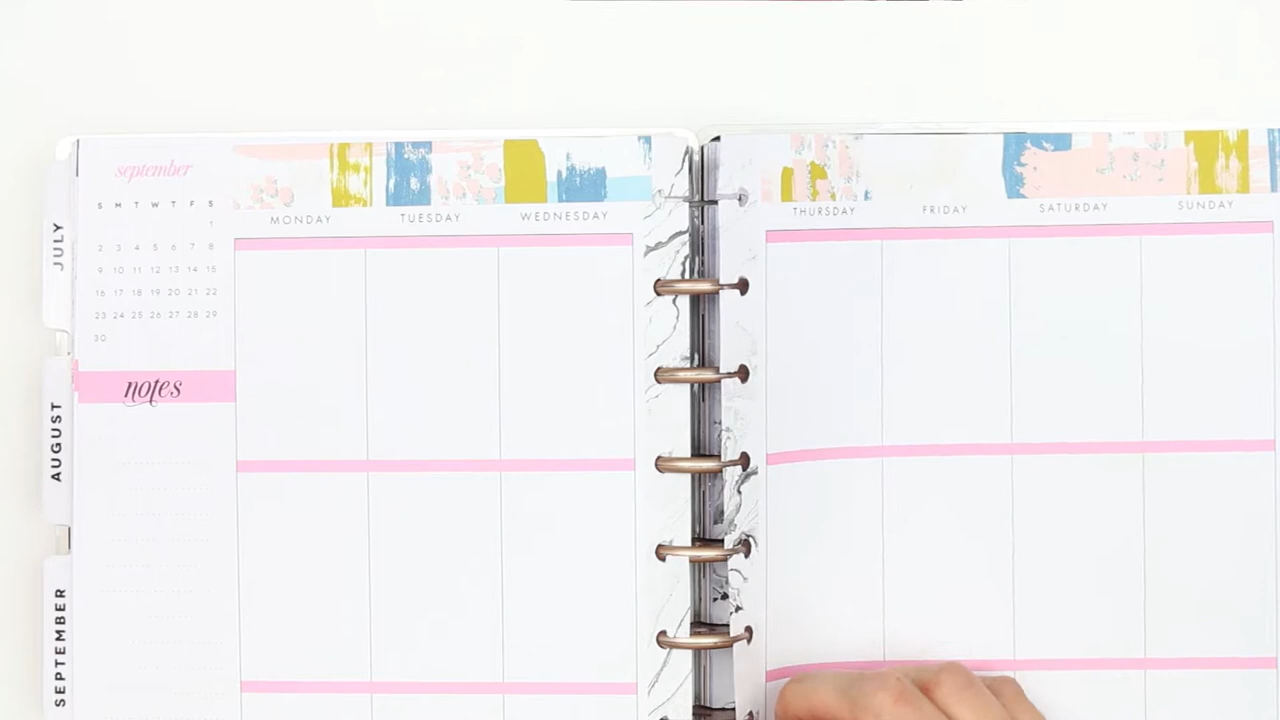 september
S M T W T F S
1
2 3 4 5 6 7 8
9 10 11 12 13 14 15
16 17 18 19 20 21 22
23 24 25 26 27 28 29
30
notes
JULY
AUGUST
SEPTEMBER
MONDAY TUESDAY WEDNESDAY
THURSDAY FRIDAY SATURDAY SUNDAY